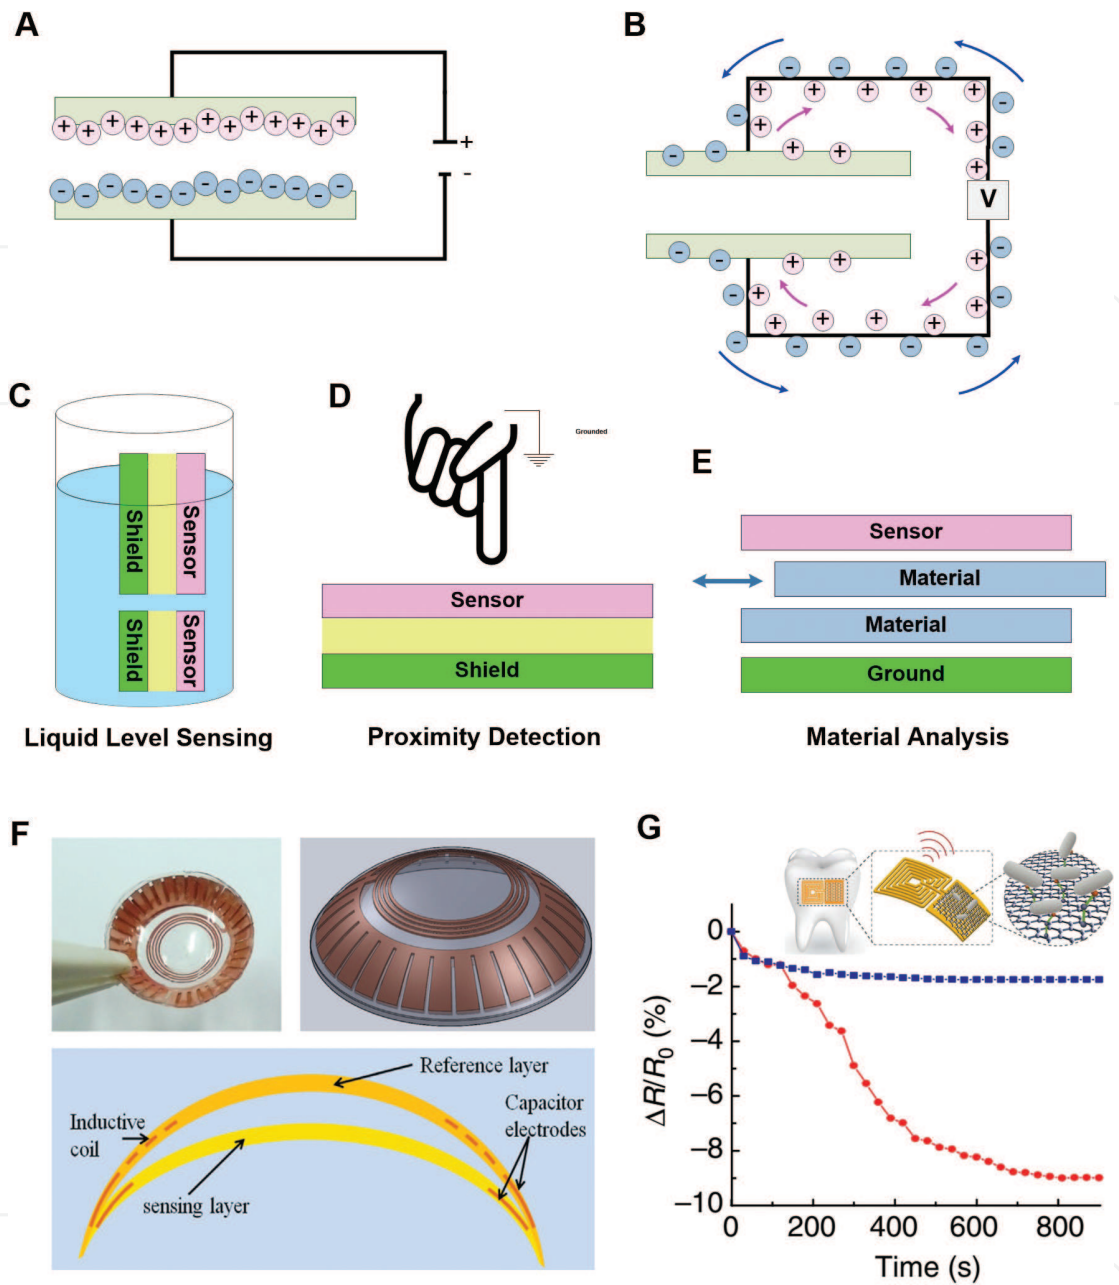 A
+ + + + + + + + + + + + +
- - - - - - - - - - - - -
+
-
B
- - - -
+ + + + +
- + + -
- - + + + -
V
- - + + + -
- + + -
+ + + +
- - - - -
C
Shield
Sensor
Shield
Sensor
Liquid Level Sensing
D
Grounded
Sensor
Shield
Proximity Detection
E
Sensor
Material
Material
Ground
Material Analysis
F
Reference layer
Capacitor
electrodes
Inductive
coil
sensing layer
G
ΔR/R0 (%)
0
−2
−4
−6
−8
−10
0 200 400 600 800
Time (s)